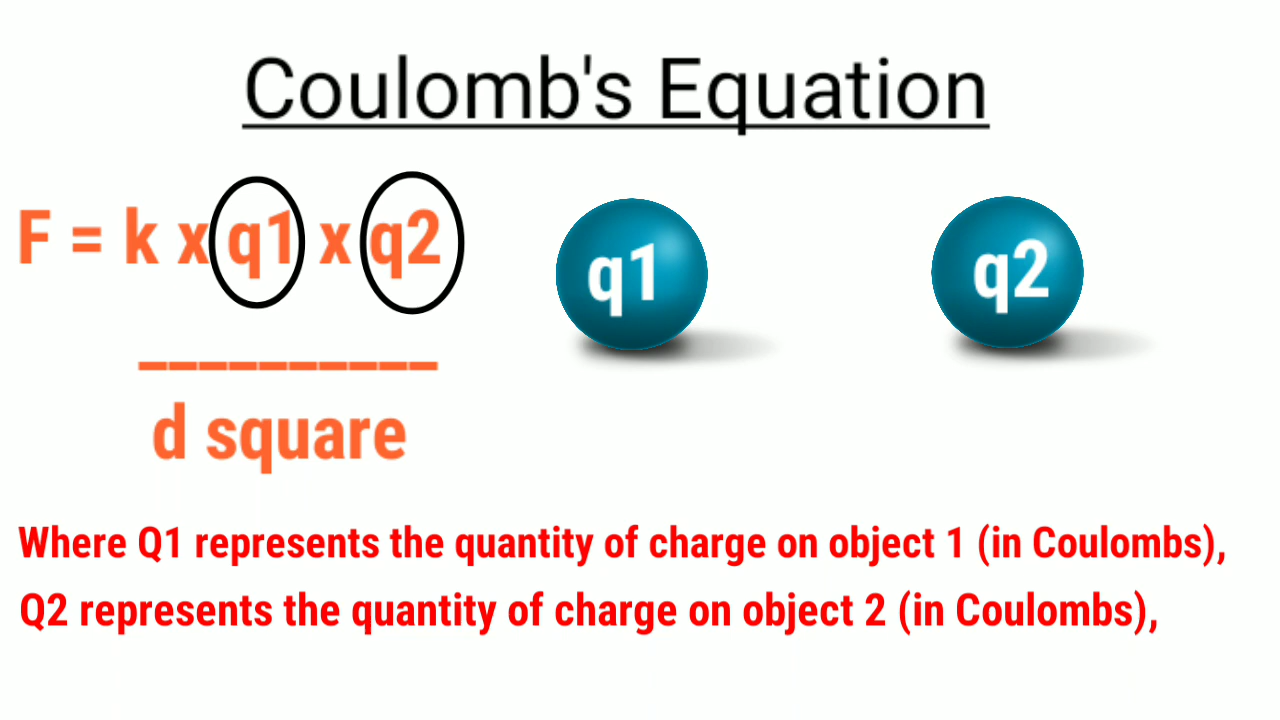 Coulomb's Equation
F = k x q1 x q2
__________
d square
q1
q2
Where Q1 represents the quantity of charge on object 1 (in Coulombs),
Q2 represents the quantity of charge on object 2 (in Coulombs),